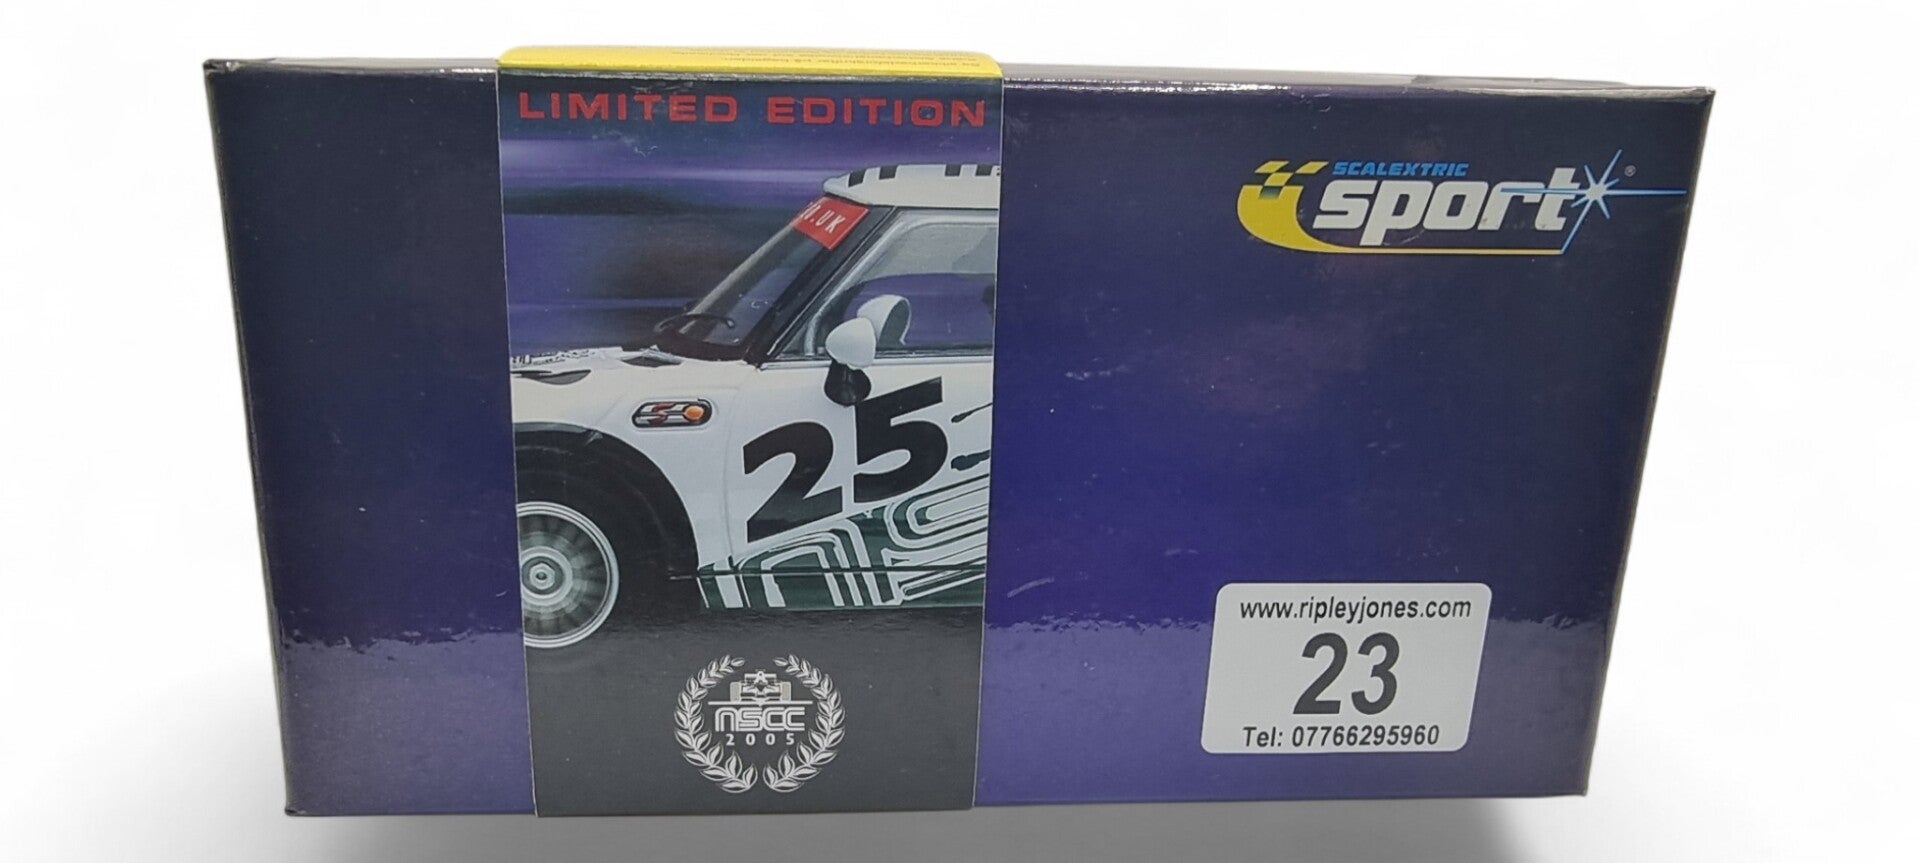 LIMITED EDITION
SCALEXTRIC
sport
®
.UK
S
25
NSCC
2005
www.ripleyjones.com
23
Tel: 07766295960